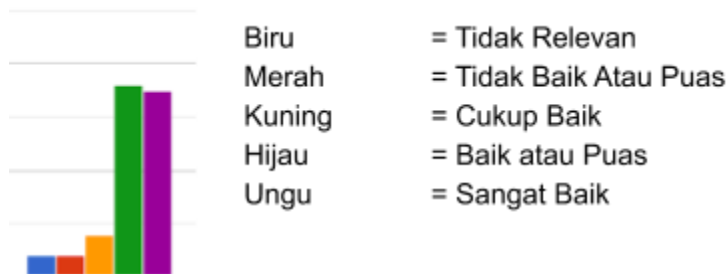 Biru = Tidak Relevan
Merah = Tidak Baik Atau Puas
Kuning = Cukup Baik
Hijau = Baik atau Puas
Ungu = Sangat Baik